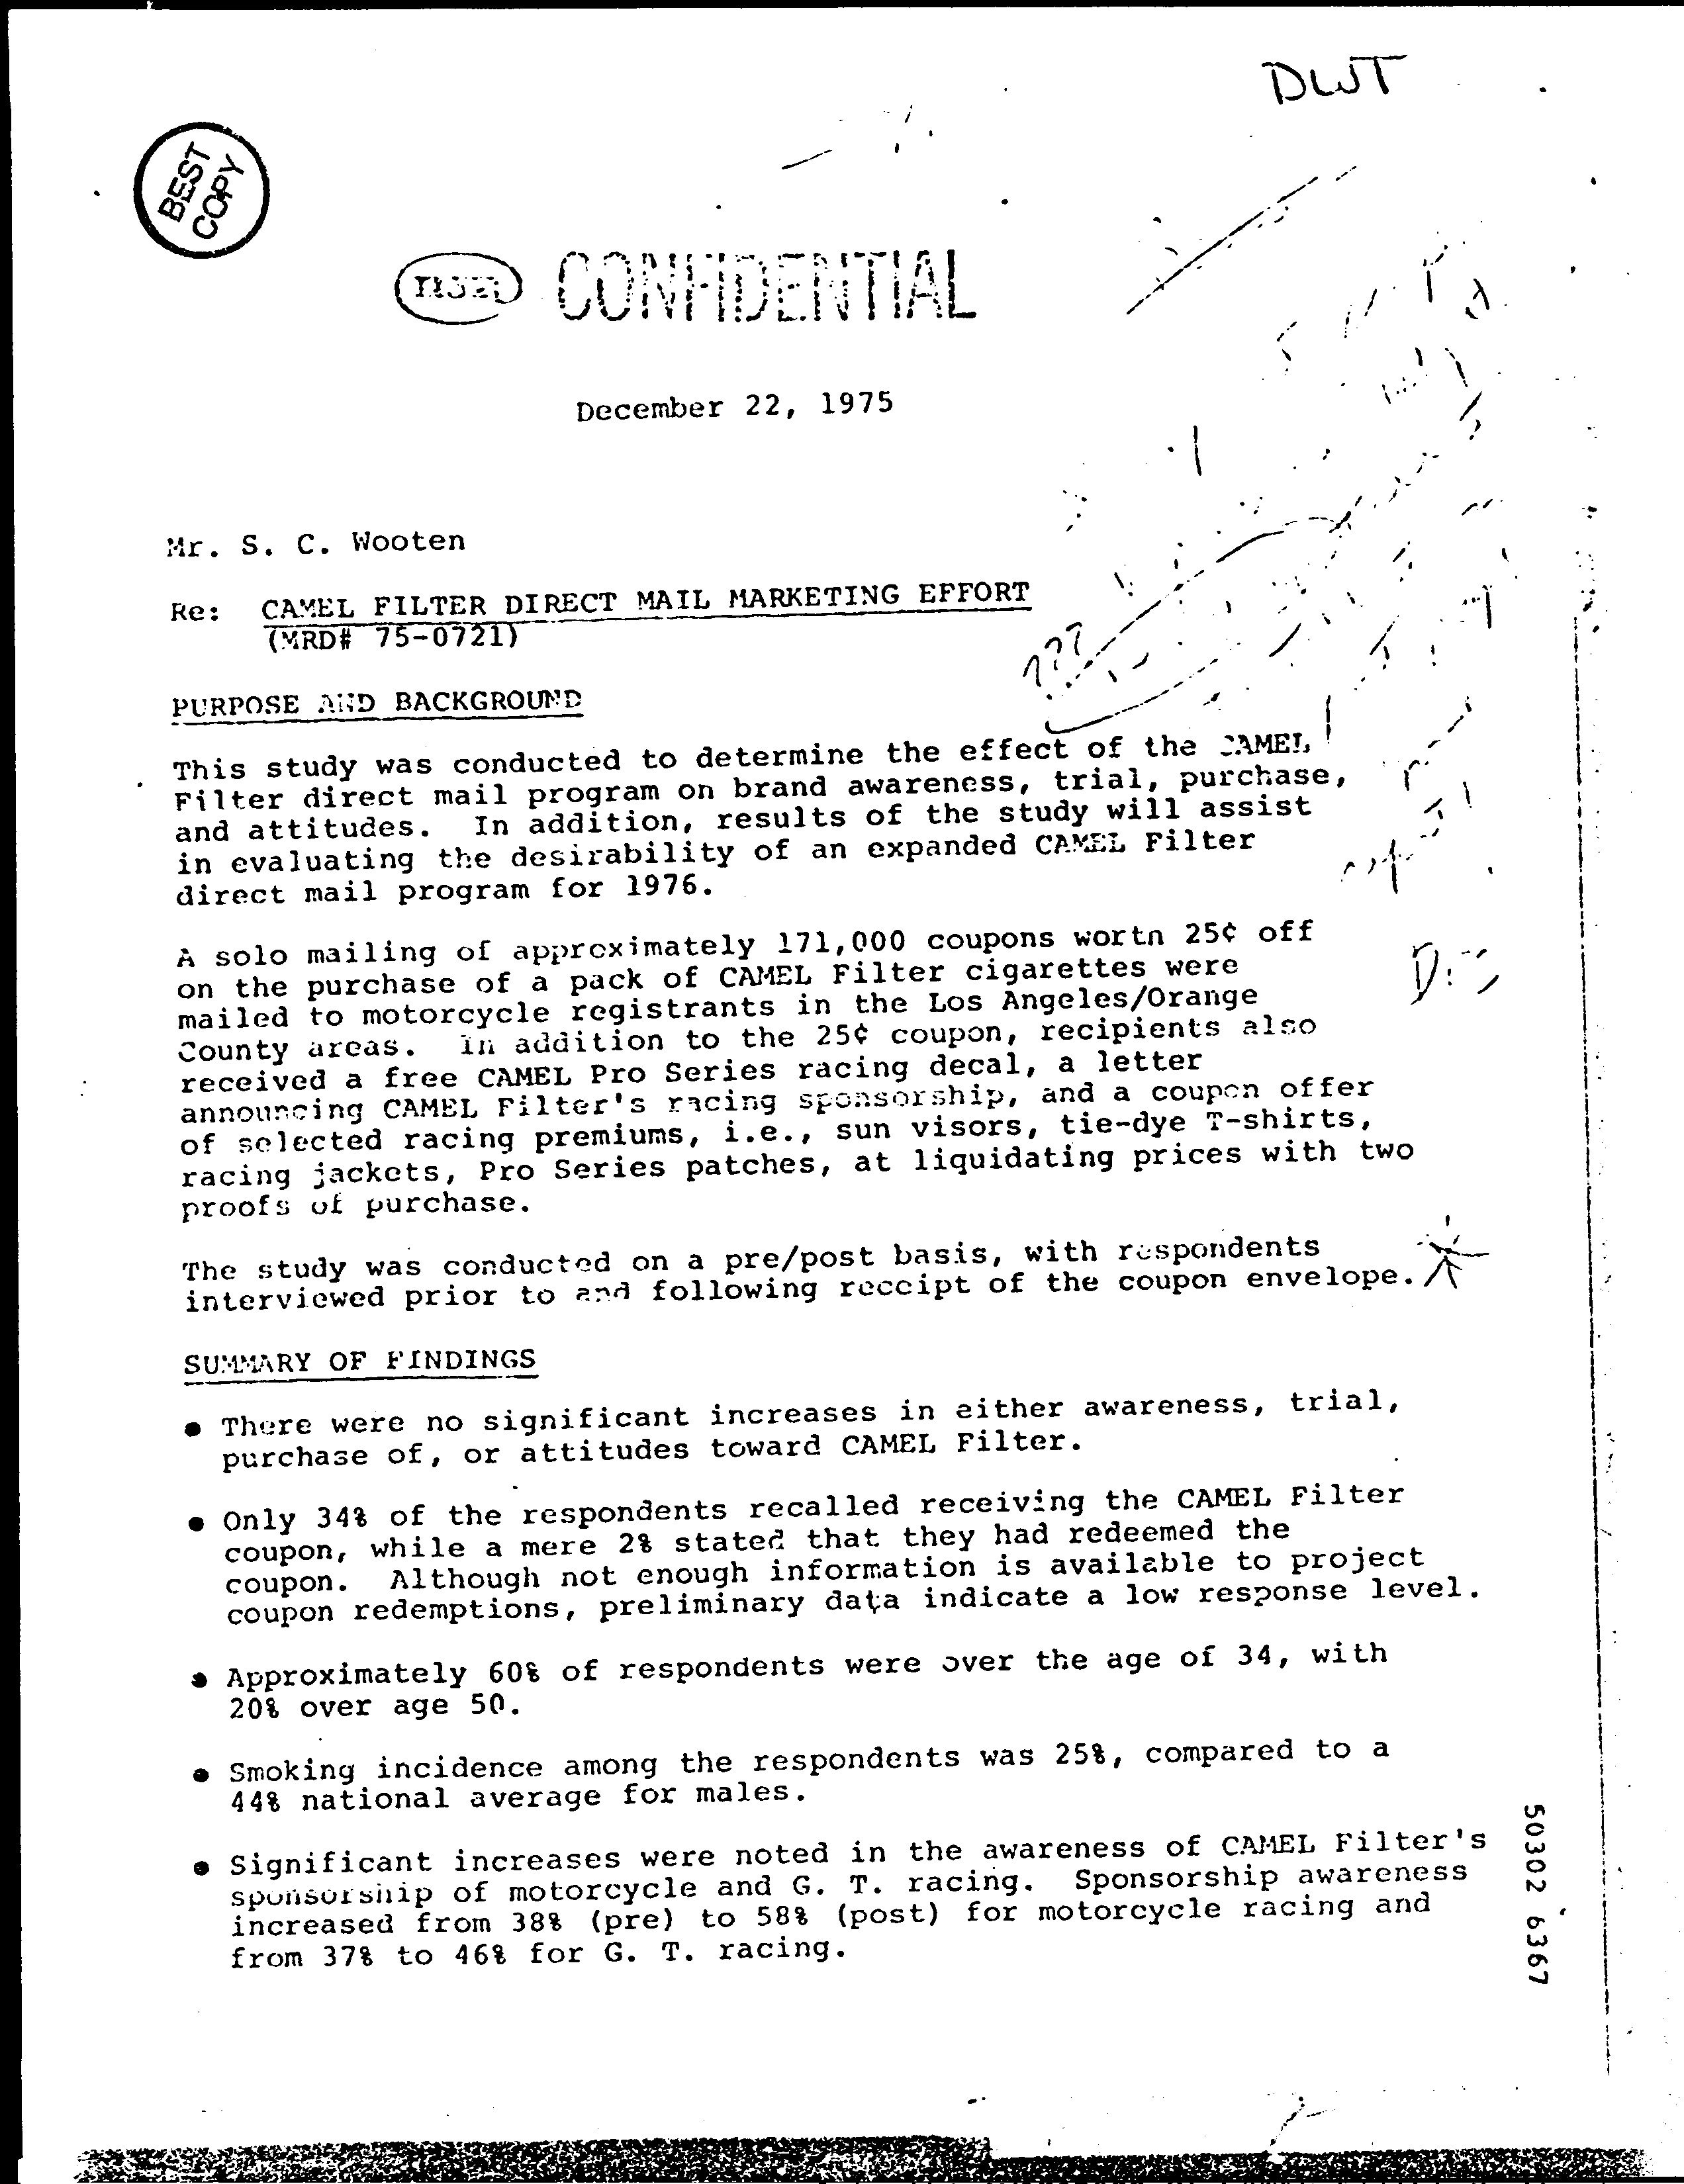 DWT
BEST
COPY
CONFIDENTIAL
December 22, 1975
Mr. S. C. Wooten
Re: CAMEL FILTER DIRECT MAIL MARKETING EFFORT
(MRD# 75-0721)
???
PURPOSE AND BACKGROUND
This study was conducted to determine the effect of the CAMEL
Filter direct mail program on brand awareness, trial, purchase,
and attitudes. In addition, results of the study will assist
in evaluating the desirability of an expanded CAMEL Filter
direct mail program for 1976.
A solo mailing of approximately 171,000 coupons worth 25¢ off
on the purchase of a pack of CAMEL Filter cigarettes were
mailed to motorcycle registrants in the Los Angeles/Orange
County areas. In addition to the 25¢ coupon, recipients also
received a free CAMEL Pro Series racing decal, a letter
announcing CAMEL Filter's racing sponsorship, and a coupon offer
of selected racing premiums, i.e., sun visors, tie-dye T-shirts,
racing jackets, Pro Series patches, at liquidating prices with two
proofs of purchase.
The study was conducted on a pre/post basis, with respondents
interviewed prior to and following receipt of the coupon envelope.
SUMMARY OF FINDINGS
• There were no significant increases in either awareness, trial,
purchase of, or attitudes toward CAMEL Filter.
• Only 34% of the respondents recalled receiving the CAMEL Filter
coupon, while a mere 2% stated that they had redeemed the
coupon. Although not enough information is available to project
coupon redemptions, preliminary data indicate a low response level.
• Approximately 60% of respondents were over the age of 34, with
20% over age 50.
• Smoking incidence among the respondents was 25%, compared to a
44% national average for males.
• Significant increases were noted in the awareness of CAMEL Filter's
sponsorship of motorcycle and G. T. racing. Sponsorship awareness
increased from 38% (pre) to 58% (post) for motorcycle racing and
from 37% to 46% for G. T. racing.
50302 6367